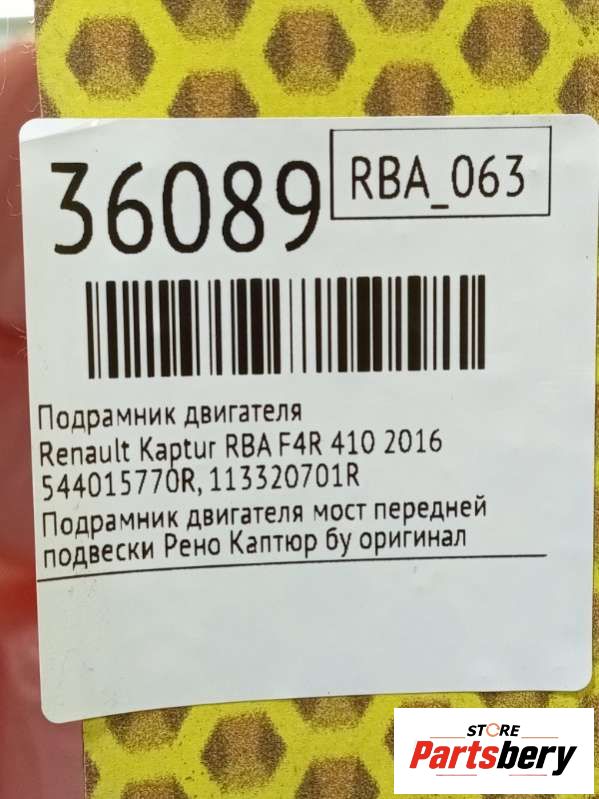 36089
RBA_063
Подрамник двигателя
Renault Kaptur RBA F4R 410 2016
544015770R, 113320701R
Подрамник двигателя мост передней
подвески Рено Каптюр бу оригинал
STORE
Partsbery